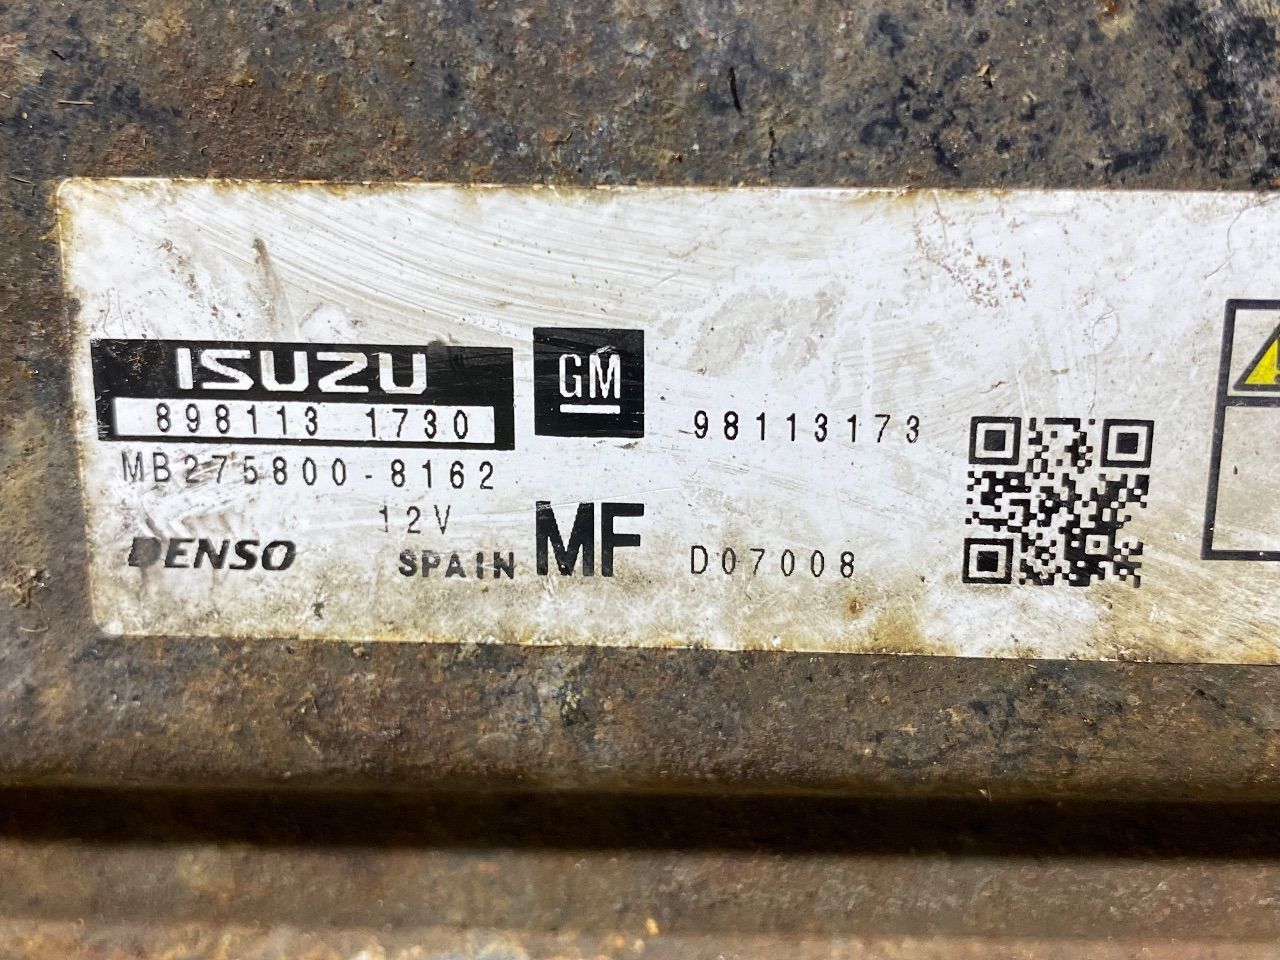 ISUZU
898113 1730
GM
98113173
MB275800-8162
12V
DENSO
SPAIN
MF
D07008